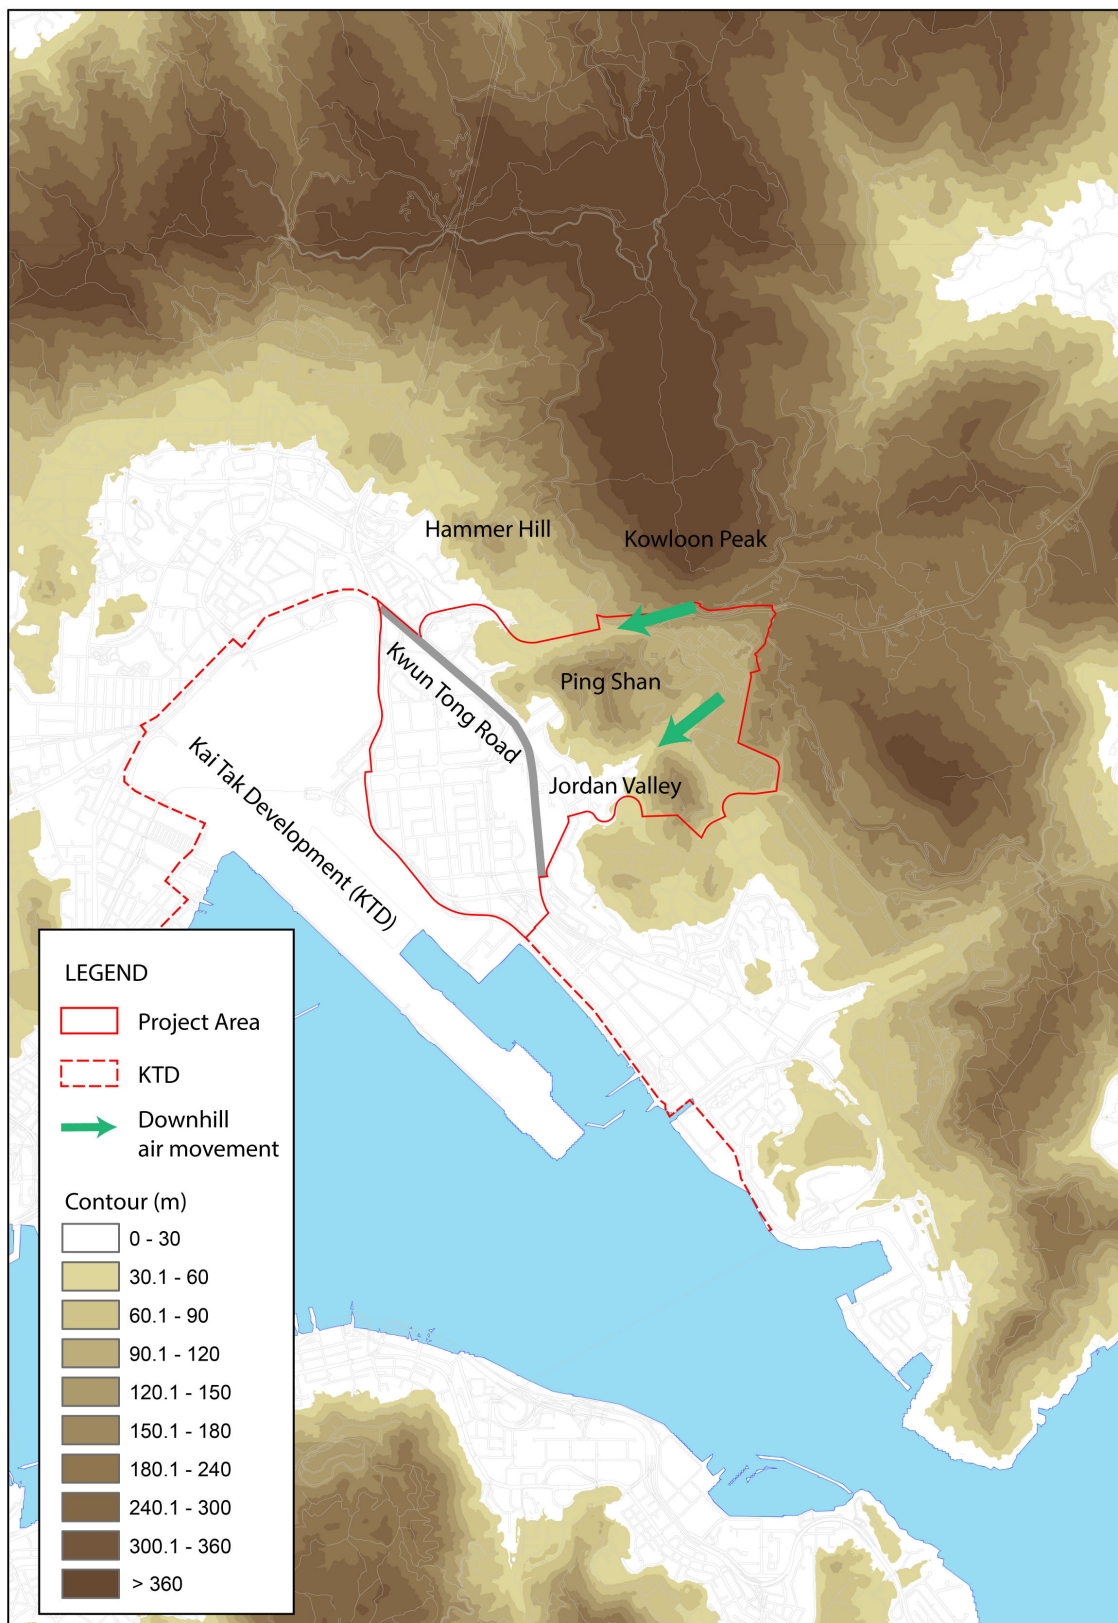 Hammer Hill
Kowloon Peak
Kwun Tong Road
Ping Shan
Jordan Valley
Kai Tak Development (KTD)
LEGEND
Project Area
KTD
Downhill
air movement
Contour (m)
0 - 30
30.1 - 60
60.1 - 90
90.1 - 120
120.1 - 150
150.1 - 180
180.1 - 240
240.1 - 300
300.1 - 360
> 360